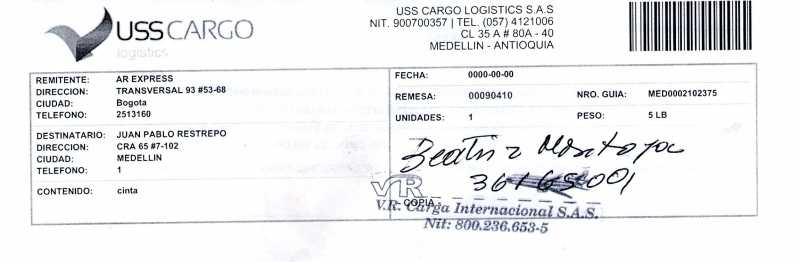 USSCARGO
logistics
USS CARGO LOGISTICS S.A.S
NIT. 900700357 | TEL. (057) 4121006
CL 35 A # 80A - 40
MEDELLIN - ANTIOQUIA
REMITENTE: AR EXPRESS
DIRECCION: TRANSVERSAL 93 #53-68
CIUDAD: Bogota
TELEFONO: 2513160
DESTINATARIO: JUAN PABLO RESTREPO
DIRECCION: CRA 65 #7-102
CIUDAD: MEDELLIN
TELEFONO: 1
CONTENIDO: cinta
FECHA: 0000-00-00
REMESA: 00090410 NRO. GUIA: MED0002102375
UNIDADES: 1 PESO: 5 LB
Beatriz Montoya
VR
- COPIA -
V.R. Carga Internacional S.A.S.
Nit: 800.236.653-5